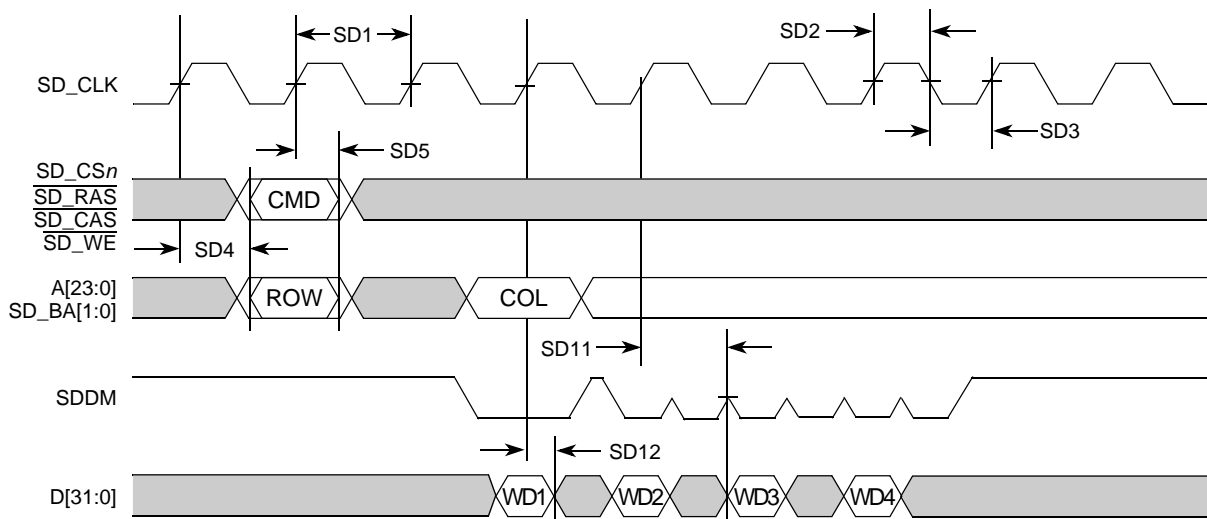 SD1
SD2
SD_CLK
SD3
SD5
SD_CSn
SD_RAS
SD_CAS
SD_WE
CMD
SD4
A[23:0]
SD_BA[1:0]
ROW
COL
SD11
SDDM
SD12
D[31:0]
WD1
WD2
WD3
WD4